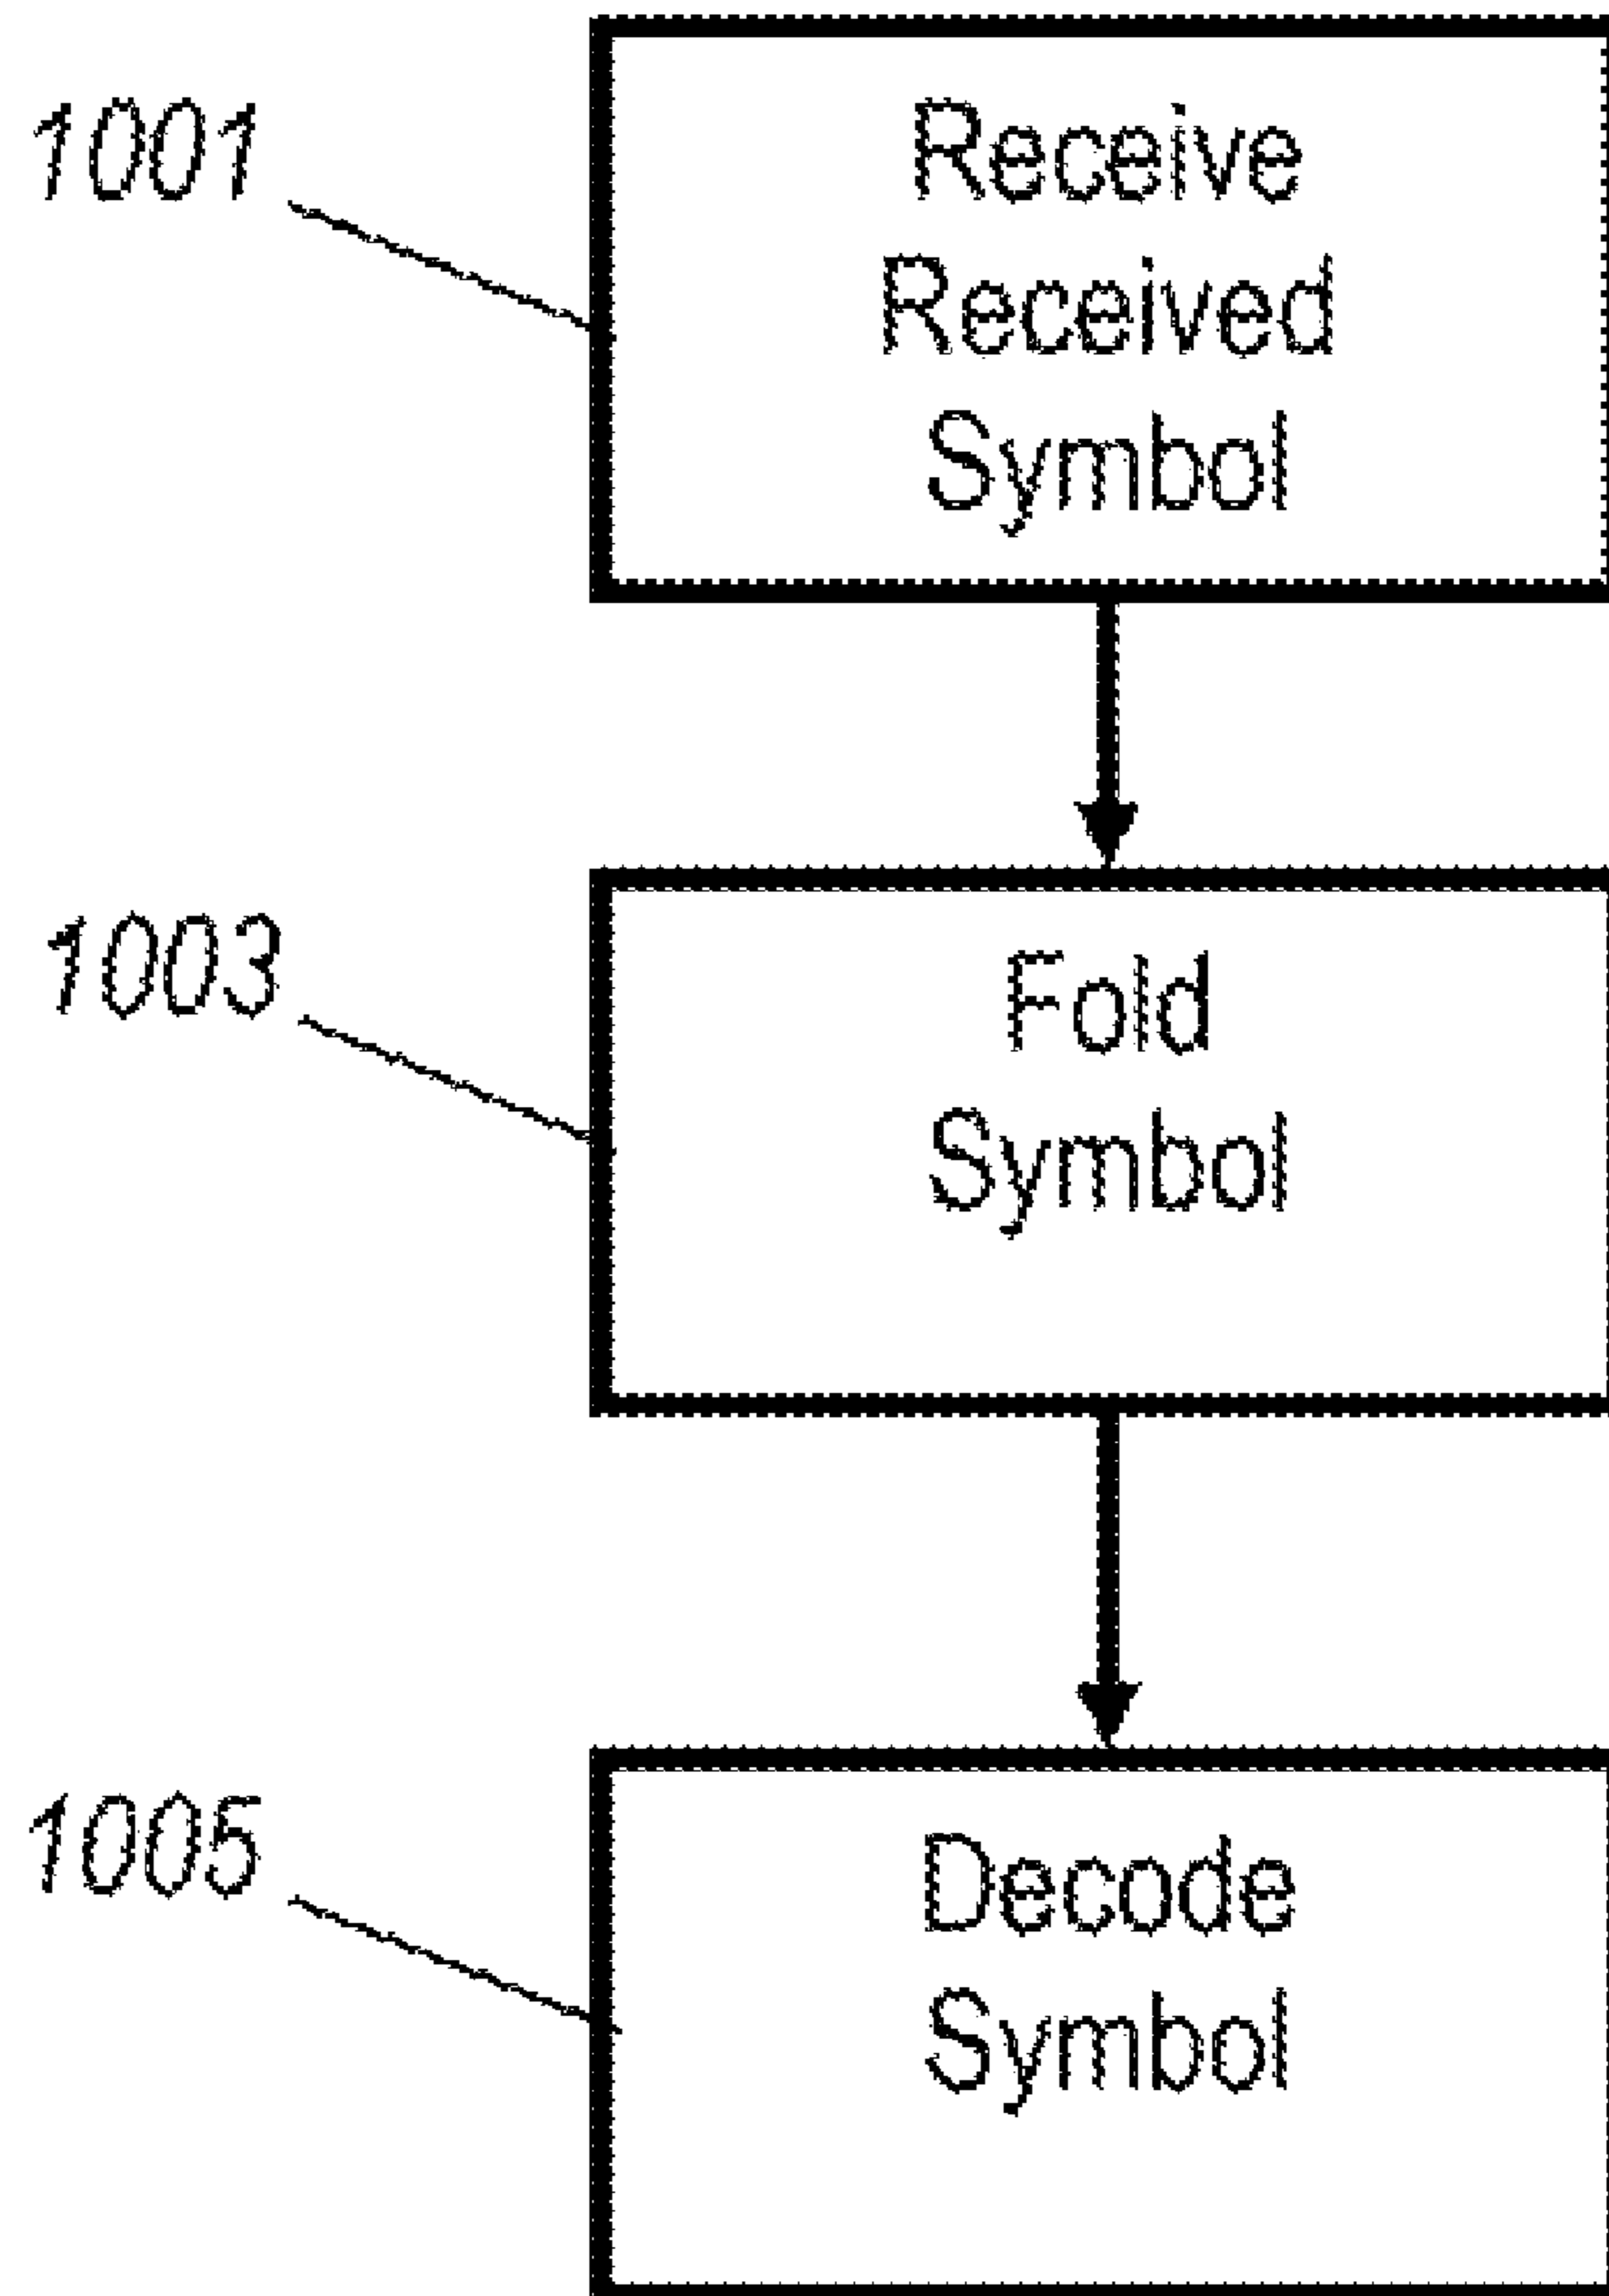 1001
Receive
Received
Symbol
1003
Fold
Symbol
1005
Decode
Symbol